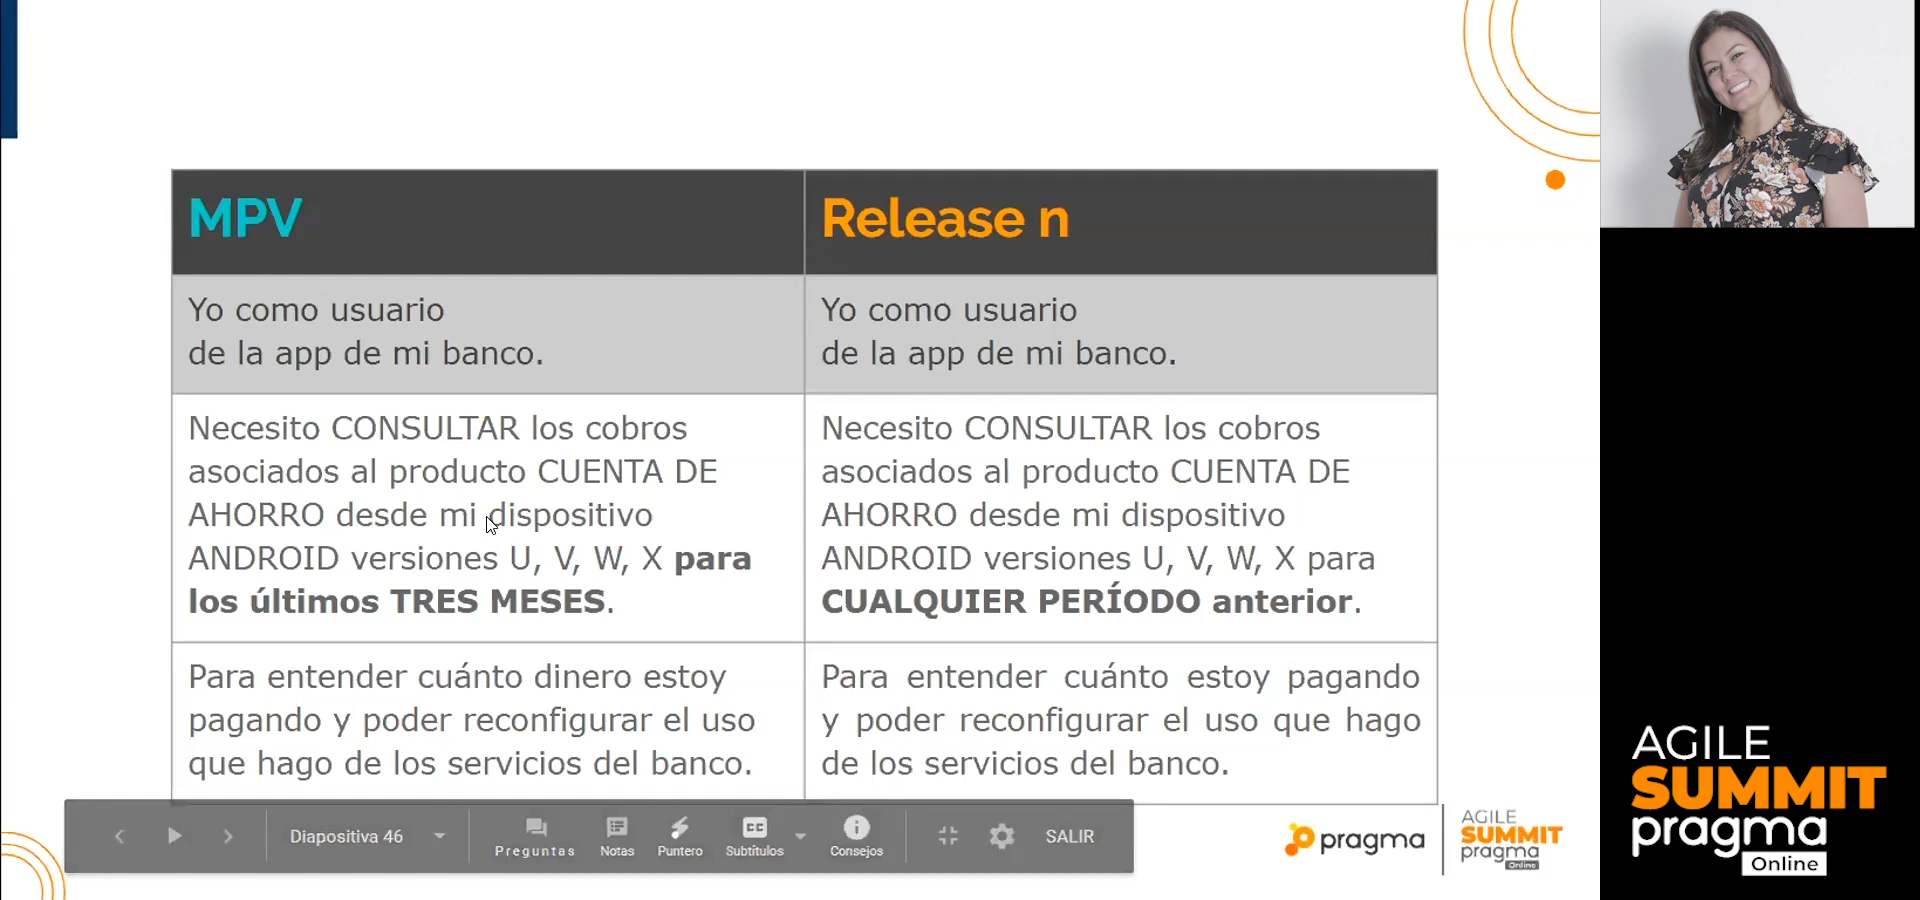 MPV
Release n
Yo como usuario
de la app de mi banco.
Yo como usuario
de la app de mi banco.
Necesito CONSULTAR los cobros
asociados al producto CUENTA DE
AHORRO desde mi dispositivo
ANDROID versiones U, V, W, X para
los últimos TRES MESES.
Necesito CONSULTAR los cobros
asociados al producto CUENTA DE
AHORRO desde mi dispositivo
ANDROID versiones U, V, W, X para
CUALQUIER PERÍODO anterior.
Para entender cuánto dinero estoy
pagando y poder reconfigurar el uso
que hago de los servicios del banco.
Para entender cuánto estoy pagando
y poder reconfigurar el uso que hago
de los servicios del banco.
Diapositiva 46
Preguntas
Notas
Puntero
CC
Subtítulos
Consejos
SALIR
pragma
AGILE
SUMMIT
pragma
Online
AGILE
SUMMIT
pragma
Online